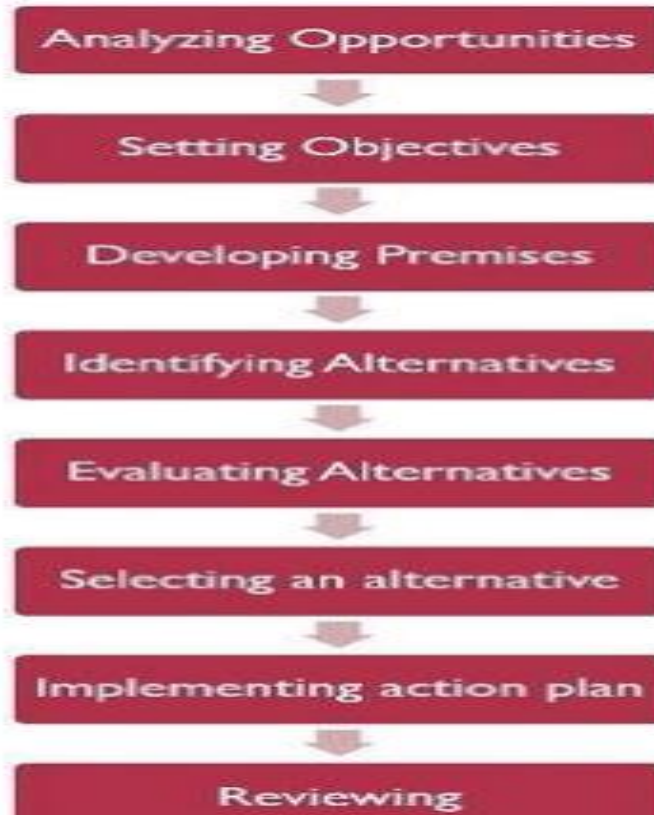 Analyzing Opportunities
Setting Objectives
Developing Premises
Identifying Alternatives
Evaluating Alternatives
Selecting an alternative
Implementing action plan
Reviewing